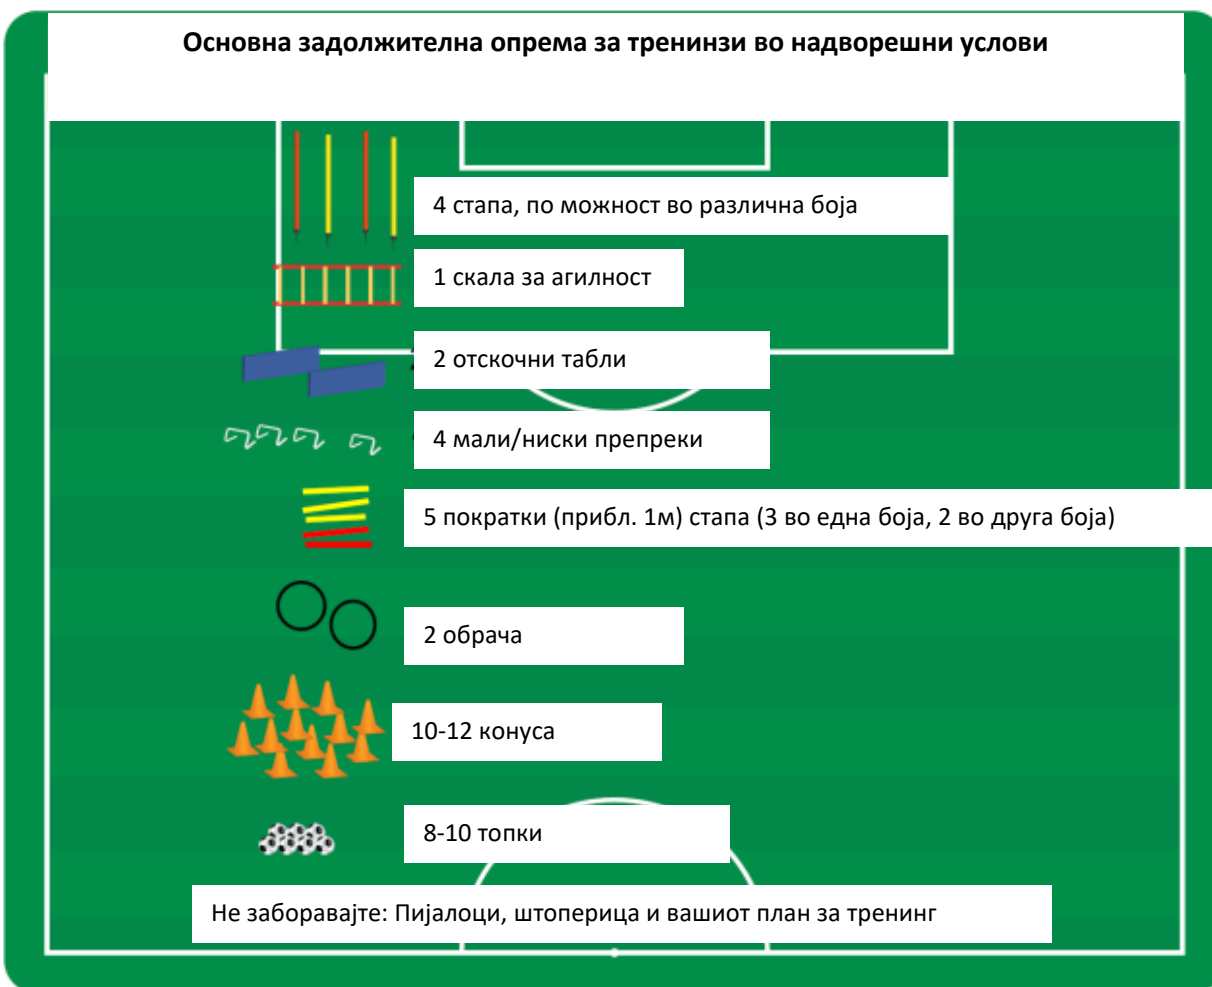 Основна задолжителна опрема за тренинзи во надворешни услови
4 стапа, по можност во различна боја
1 скала за агилност
2 отскочни табли
4 мали/ниски препреки
5 пократки (прибл. 1м) стапа (3 во една боја, 2 во друга боја)
2 обрача
10-12 конуса
8-10 топки
Не заборавајте: Пијалоци, штоперица и вашиот план за тренинг